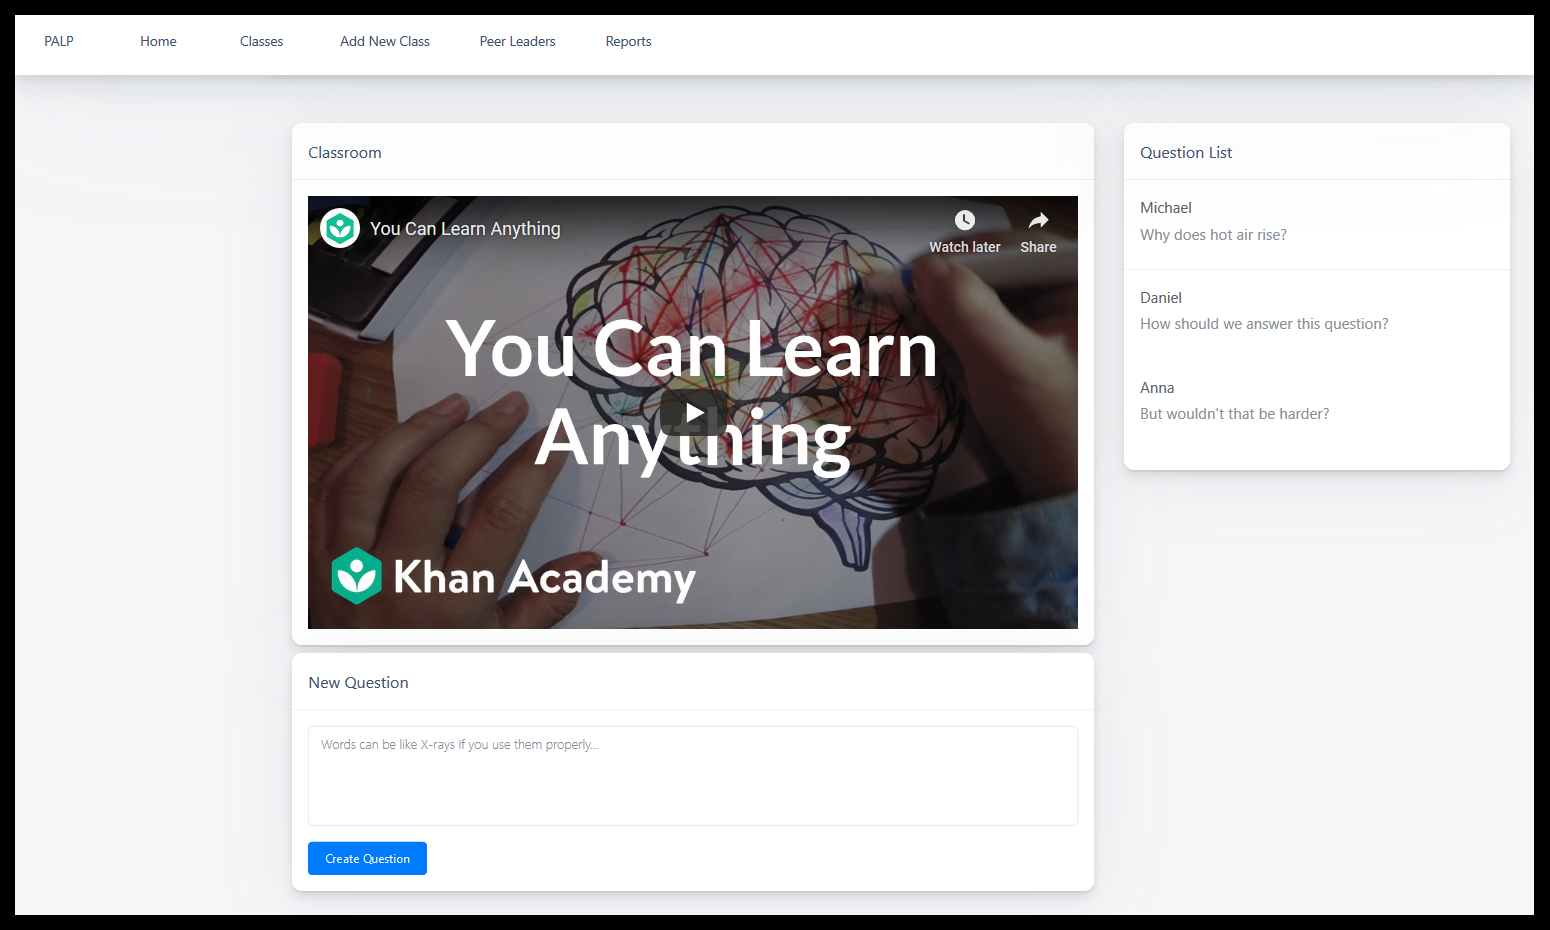 PALP Home Classes Add New Class Peer Leaders Reports
Classroom
You Can Learn Anything
Watch later Share
You Can Learn
Anything
Khan Academy
New Question
Words can be like X-rays if you use them properly...
Create Question
Question List
Michael
Why does hot air rise?
Daniel
How should we answer this question?
Anna
But wouldn't that be harder?